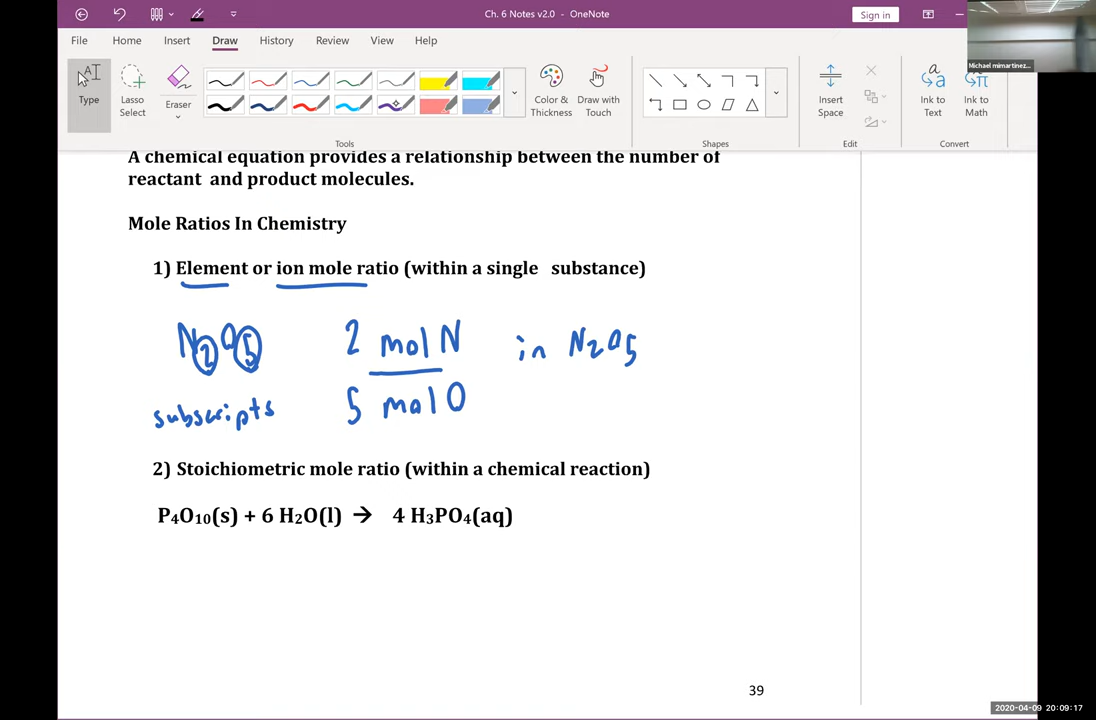 Ch. 6 Notes v2.0 - OneNote
Sign in
File Home Insert Draw History Review View Help
Michael mimartinez...
Type
Lasso Select
Eraser
Color & Thickness
Draw with Touch
Insert Space
Ink to Text
Ink to Math
Tools
Shapes
Edit
Convert
A chemical equation provides a relationship between the number of
reactant and product molecules.
Mole Ratios In Chemistry
1) Element or ion mole ratio (within a single substance)
N₂O₅ 2 mol N in N₂O₅
subscripts 5 mol O
2) Stoichiometric mole ratio (within a chemical reaction)
P₄O₁₀(s) + 6 H₂O(l) → 4 H₃PO₄(aq)
39
2020-04-09 20:09:17